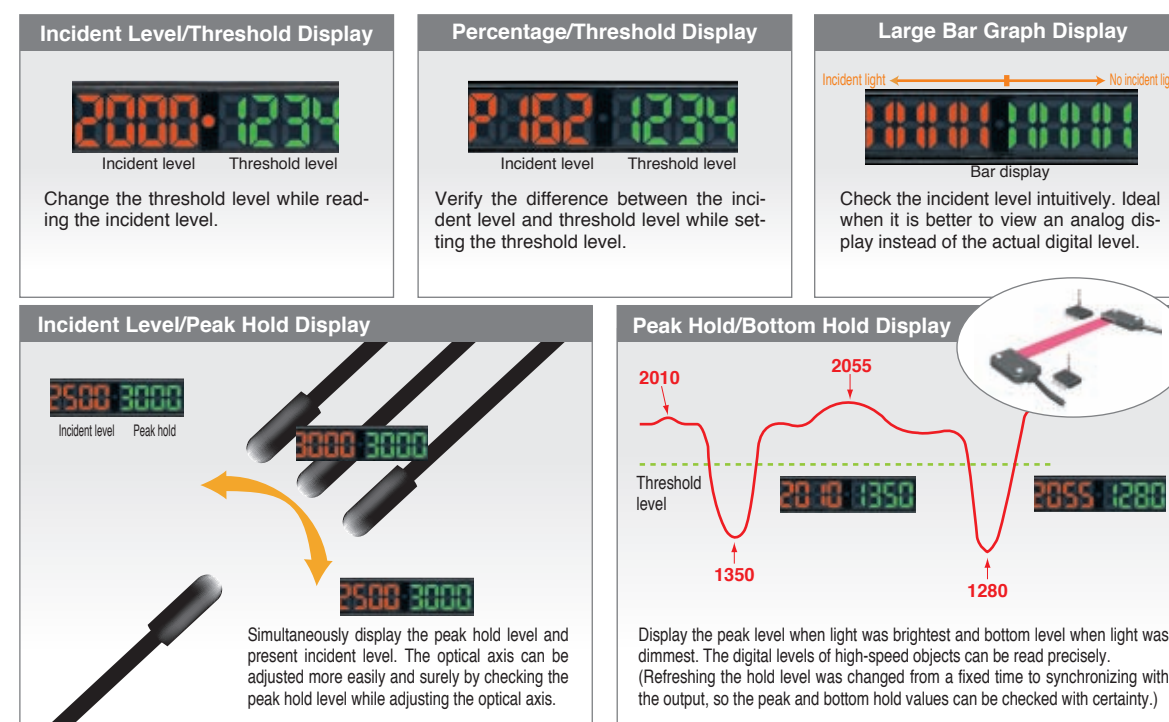 Incident Level/Threshold Display
2000 1234
Incident level Threshold level
Change the threshold level while read-
ing the incident level.
Percentage/Threshold Display
P 162 1234
Incident level Threshold level
Verify the difference between the inci-
dent level and threshold level while set-
ting the threshold level.
Large Bar Graph Display
Incident light No incident lig
Bar display
Check the incident level intuitively. Ideal
when it is better to view an analog dis-
play instead of the actual digital level.
Incident Level/Peak Hold Display
2500 3000
Incident level Peak hold
3000 3000
2500 3000
Simultaneously display the peak hold level and
present incident level. The optical axis can be
adjusted more easily and surely by checking the
peak hold level while adjusting the optical axis.
Peak Hold/Bottom Hold Display
2010
2055
Threshold
level
2010 1350
2055 1280
1350
1280
Display the peak level when light was brightest and bottom level when light was
dimmest. The digital levels of high-speed objects can be read precisely.
(Refreshing the hold level was changed from a fixed time to synchronizing with
the output, so the peak and bottom hold values can be checked with certainty.)